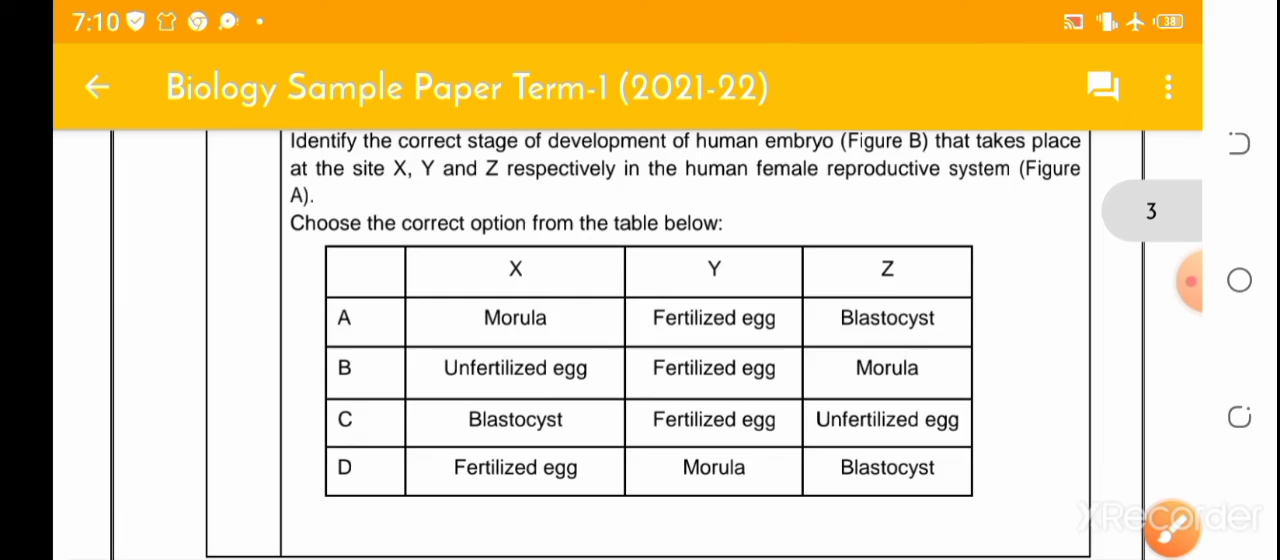 7:10
38
Biology Sample Paper Term-1 (2021-22)
Identify the correct stage of development of human embryo (Figure B) that takes place
at the site X, Y and Z respectively in the human female reproductive system (Figure
A).
3
Choose the correct option from the table below:
X Y Z
A Morula Fertilized egg Blastocyst
B Unfertilized egg Fertilized egg Morula
C Blastocyst Fertilized egg Unfertilized egg
D Fertilized egg Morula Blastocyst
XRecorder